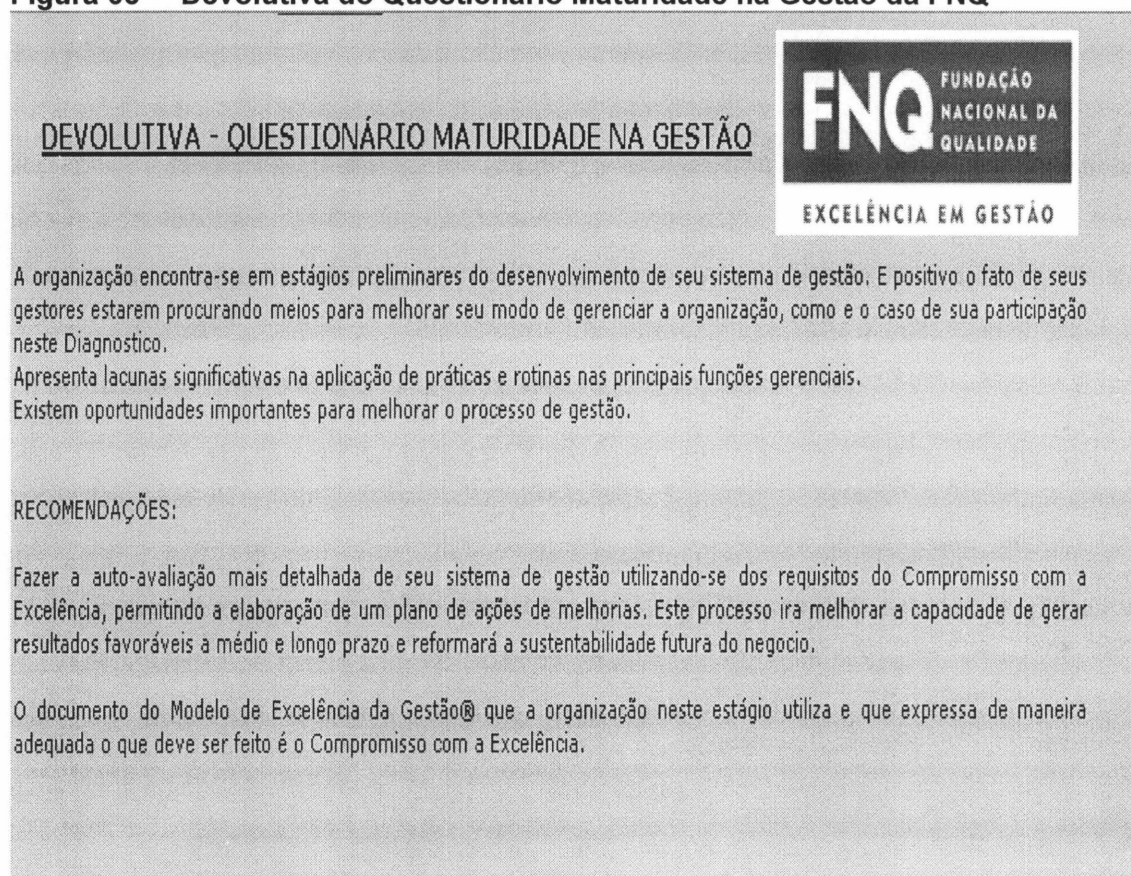 Devolutiva do Questionário Maturidade na Gestão da FNQ
FNQ FUNDAÇÃO
NACIONAL DA
QUALIDADE
EXCELÊNCIA EM GESTÃO
DEVOLUTIVA - QUESTIONÁRIO MATURIDADE NA GESTÃO
A organização encontra-se em estágios preliminares do desenvolvimento de seu sistema de gestão. E positivo o fato de seus
gestores estarem procurando meios para melhorar seu modo de gerenciar a organização, como e o caso de sua participação
neste Diagnostico.
Apresenta lacunas significativas na aplicação de práticas e rotinas nas principais funções gerenciais.
Existem oportunidades importantes para melhorar o processo de gestão.
RECOMENDAÇÕES:
Fazer a auto-avaliação mais detalhada de seu sistema de gestão utilizando-se dos requisitos do Compromisso com a
Excelência, permitindo a elaboração de um plano de ações de melhorias. Este processo ira melhorar a capacidade de gerar
resultados favoráveis a médio e longo prazo e reformará a sustentabilidade futura do negocio.
O documento do Modelo de Excelência da Gestão® que a organização neste estágio utiliza e que expressa de maneira
adequada o que deve ser feito é o Compromisso com a Excelência.